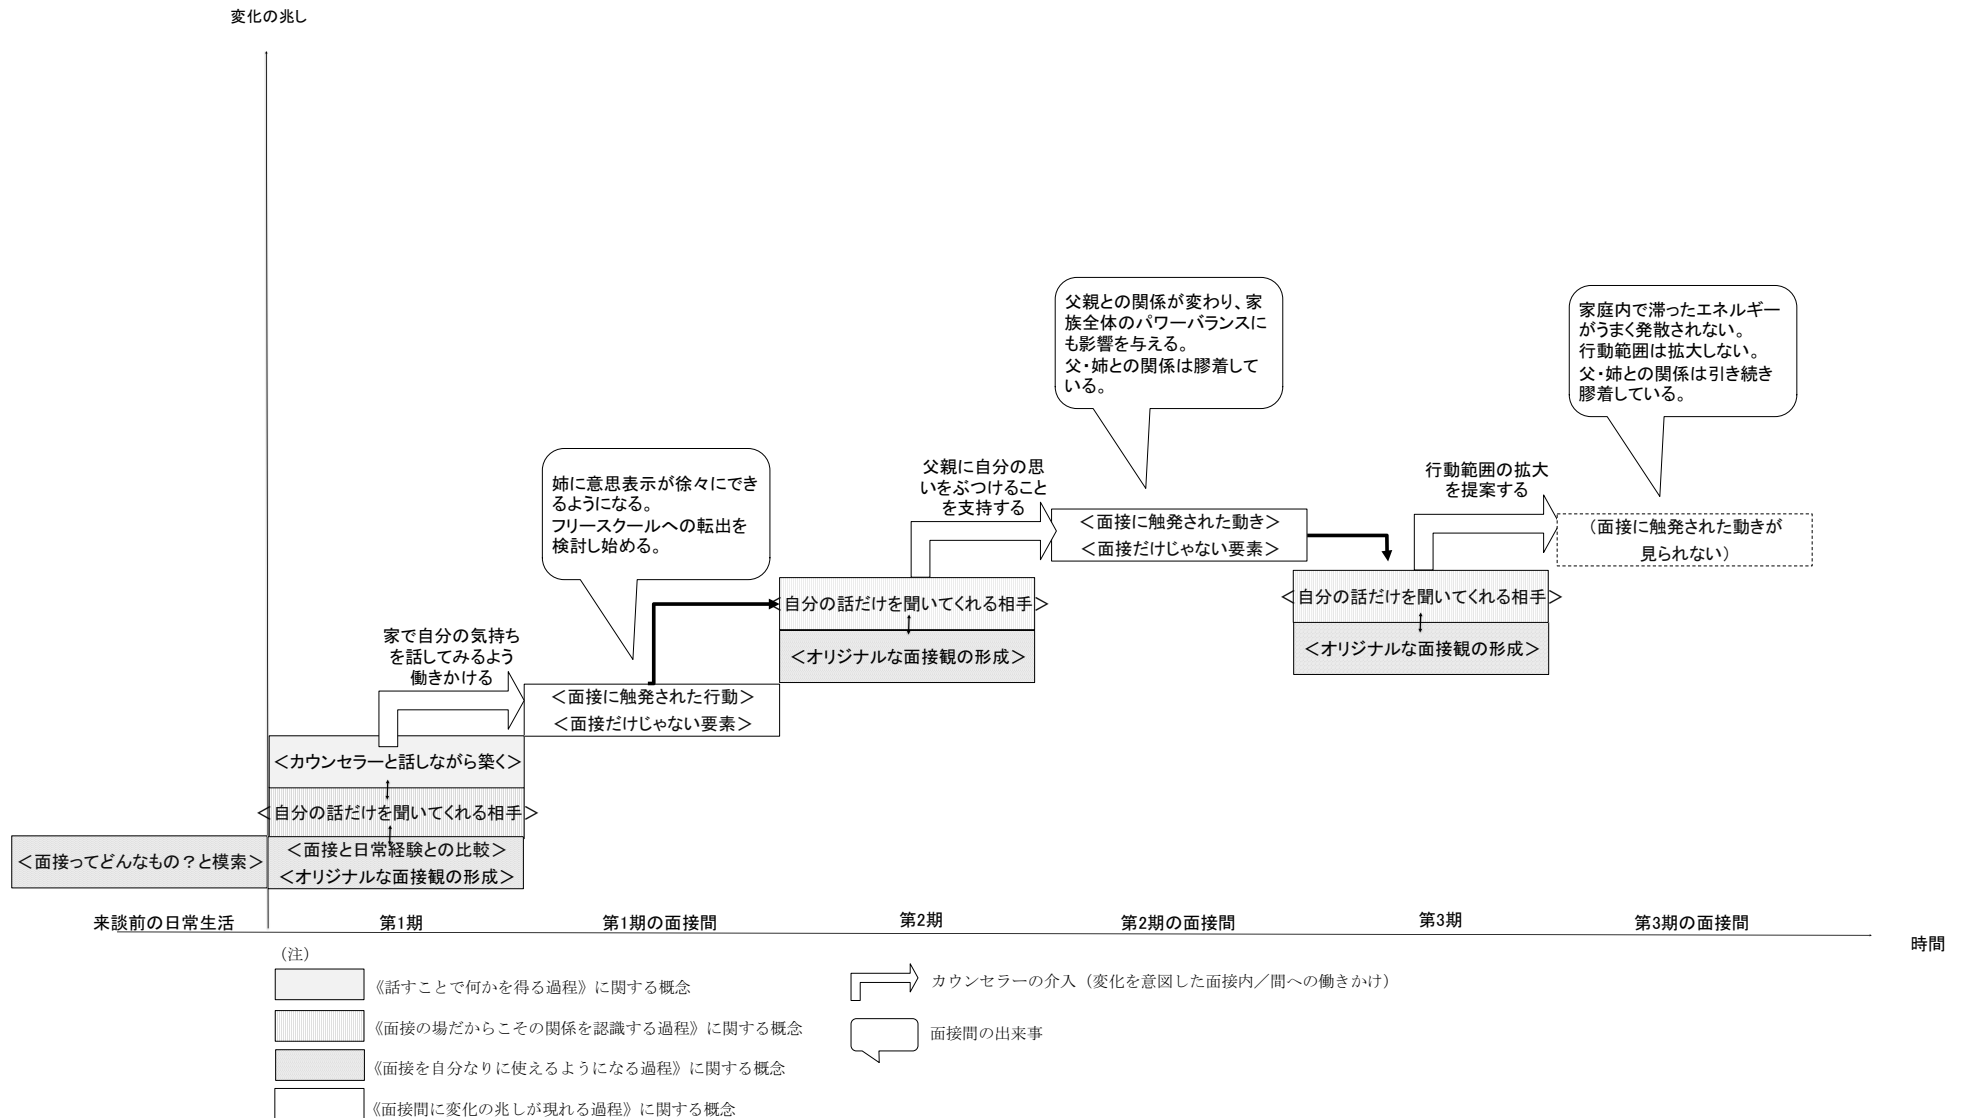 変化の兆し
父親との関係が変わり、家
族全体のパワーバランスに
も影響を与える。
父・姉との関係は膠着して
いる。
家庭内で滞ったエネルギー
がうまく発散されない。
行動範囲は拡大しない。
父・姉との関係は引き続き
膠着している。
姉に意思表示が徐々にでき
るようになる。
フリースクールへの転出を
検討し始める。
父親に自分の思
いをぶつけること
を支持する
行動範囲の拡大
を提案する
＜面接に触発された動き＞
＜面接だけじゃない要素＞
（面接に触発された動きが
見られない）
＜自分の話だけを聞いてくれる相手＞
＜オリジナルな面接観の形成＞
＜自分の話だけを聞いてくれる相手＞
＜オリジナルな面接観の形成＞
家で自分の気持ち
を話してみるよう
働きかける
＜面接に触発された行動＞
＜面接だけじゃない要素＞
＜カウンセラーと話しながら築く＞
＜自分の話だけを聞いてくれる相手＞
＜面接ってどんなもの？と模索＞
＜面接と日常経験との比較＞
＜オリジナルな面接観の形成＞
来談前の日常生活
第1期
第1期の面接間
第2期
第2期の面接間
第3期
第3期の面接間
時間
（注）
《話すことで何かを得る過程》に関する概念
《面接の場だからこその関係を認識する過程》に関する概念
《面接を自分なりに使えるようになる過程》に関する概念
《面接間に変化の兆しが現れる過程》に関する概念
カウンセラーの介入（変化を意図した面接内／間への働きかけ）
面接間の出来事